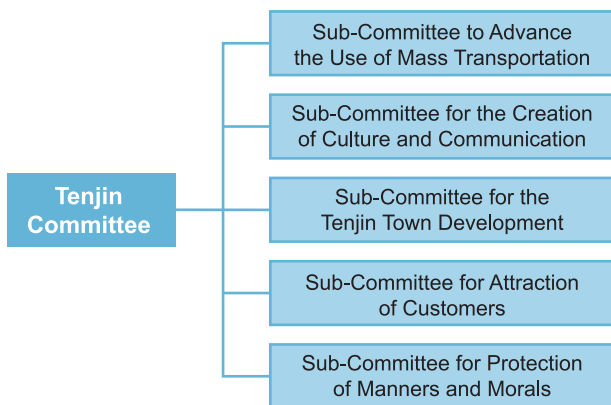 Sub-Committee to Advance
the Use of Mass Transportation
Sub-Committee for the Creation
of Culture and Communication
Tenjin
Committee
Sub-Committee for the
Tenjin Town Development
Sub-Committee for Attraction
of Customers
Sub-Committee for Protection
of Manners and Morals